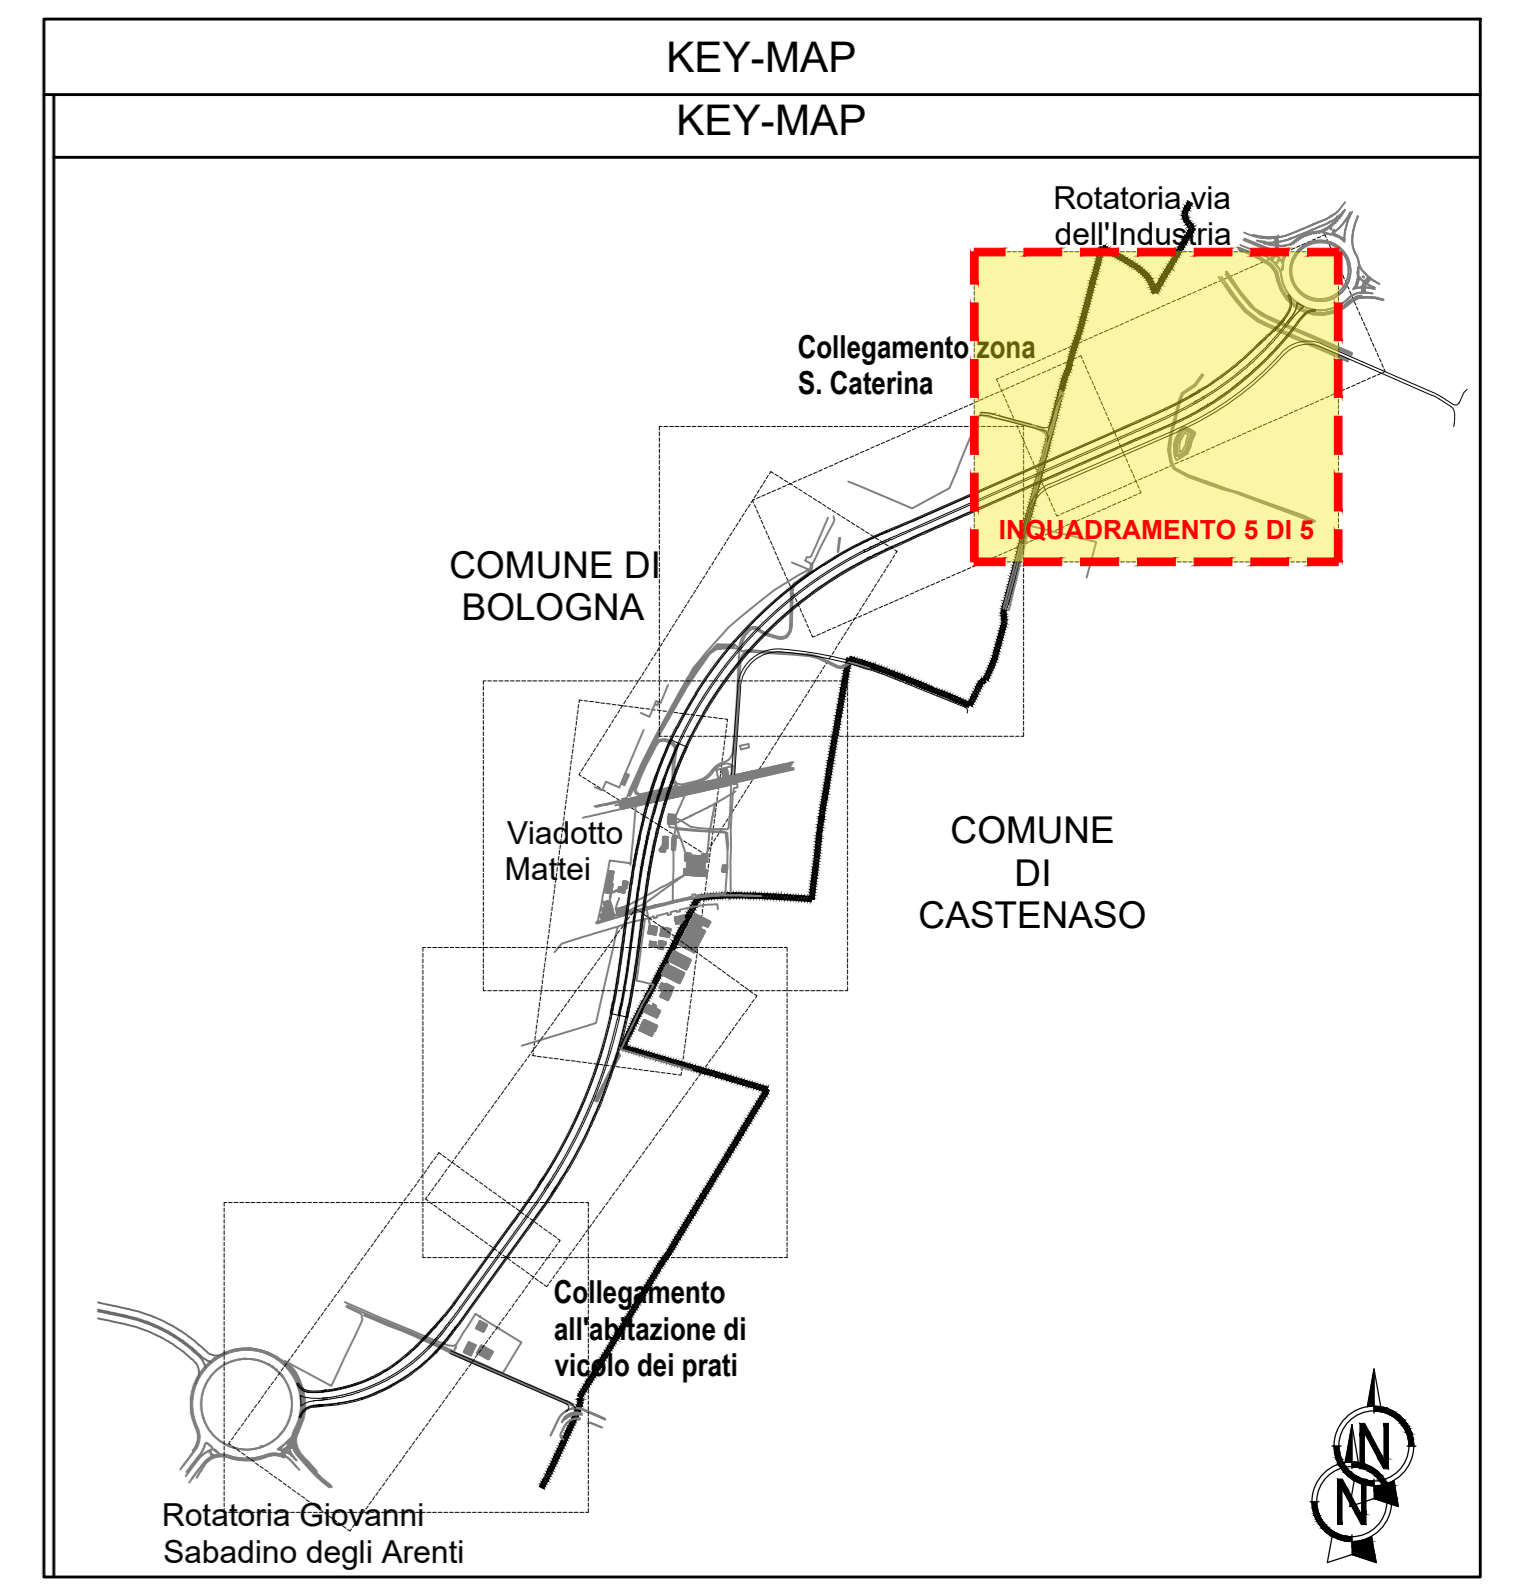 KEY-MAP
KEY-MAP
Rotatoria via
dell'Industria
Collegamento zona
S. Caterina
INQUADRAMENTO 5 DI 5
COMUNE DI
BOLOGNA
Viadotto
Mattei
COMUNE
DI
CASTENASO
Collegamento
all'abitazione di
vicolo dei prati
Rotatoria Giovanni
Sabadino degli Arenti
N
N